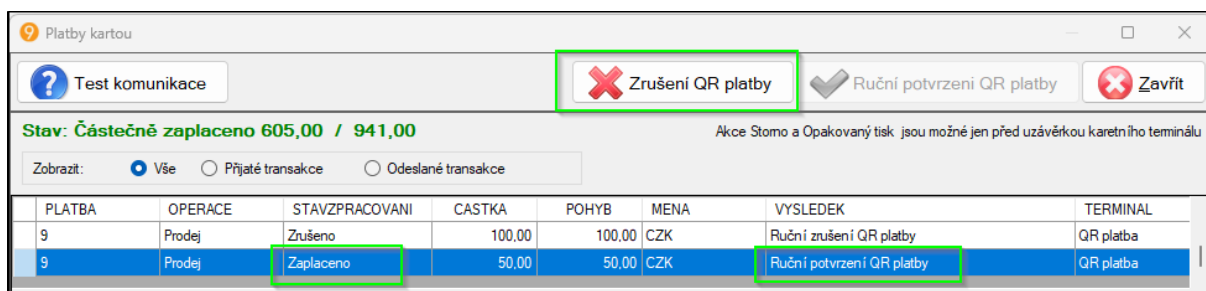 9 Platby kartou
? Test komunikace Zrušení QR platby Ruční potvrzeni QR platby Zavřít
Stav: Částečně zaplaceno 605,00 / 941,00 Akce Storno a Opakovaný tisk jsou možné jen před uzávěrkou karetního terminálu
Zobrazit: Vše Přijaté transakce Odeslané transakce
PLATBA OPERACE STAVZPRACOVANI CASTKA POHYB MENA VYSLEDEK TERMINAL
9 Prodej Zrušeno 100,00 100,00 CZK Ruční zrušení QR platby QR platba
9 Prodej Zaplaceno 50,00 50,00 CZK Ruční potvrzení QR platby QR platba